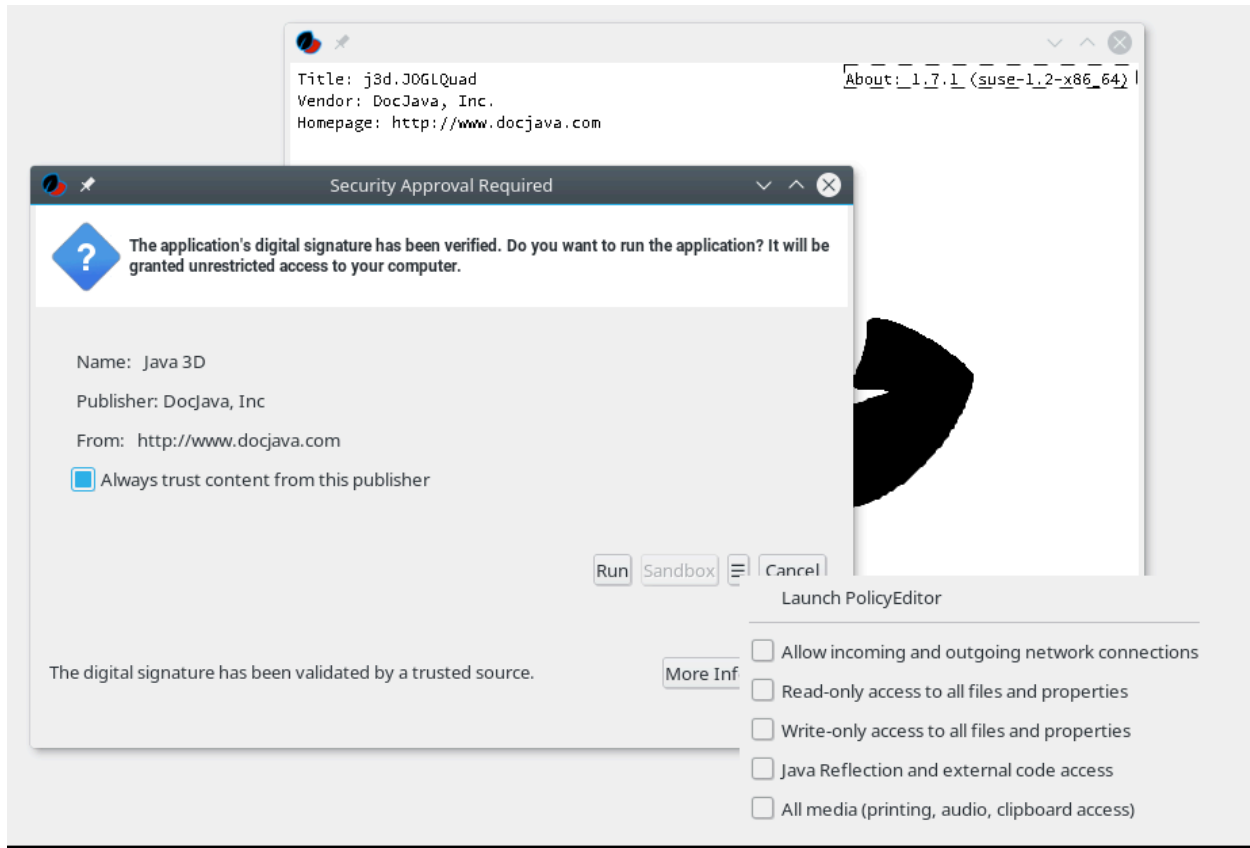 Title: j3d.JOGLQuad
About: 1.7.1 (suse-1.2-x86_64)
Vendor: DocJava, Inc.
Homepage: http://www.docjava.com
Security Approval Required
The application's digital signature has been verified. Do you want to run the application? It will be
granted unrestricted access to your computer.
Name: Java 3D
Publisher: DocJava, Inc
From: http://www.docjava.com
Always trust content from this publisher
Run Sandbox Cancel
Launch PolicyEditor
The digital signature has been validated by a trusted source.
More Inf
Allow incoming and outgoing network connections
Read-only access to all files and properties
Write-only access to all files and properties
Java Reflection and external code access
All media (printing, audio, clipboard access)